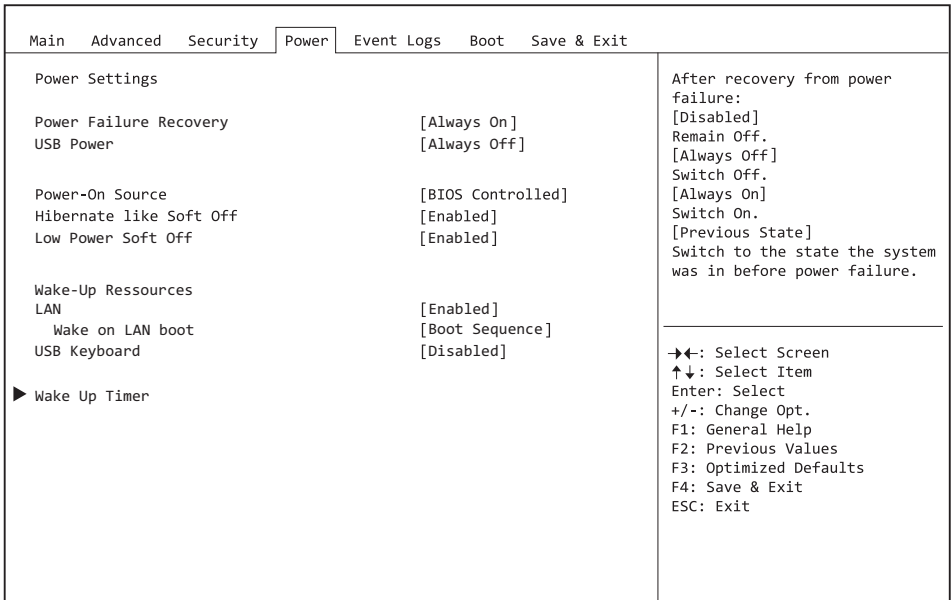 Main Advanced Security Power Event Logs Boot Save & Exit
Power Settings
Power Failure Recovery [Always On]
USB Power [Always Off]
Power-On Source [BIOS Controlled]
Hibernate like Soft Off [Enabled]
Low Power Soft Off [Enabled]
Wake-Up Ressources
LAN [Enabled]
Wake on LAN boot [Boot Sequence]
USB Keyboard [Disabled]
▶ Wake Up Timer
After recovery from power
failure:
[Disabled]
Remain Off.
[Always Off]
Switch Off.
[Always On]
Switch On.
[Previous State]
Switch to the state the system
was in before power failure.
→←: Select Screen
↑↓: Select Item
Enter: Select
+/-: Change Opt.
F1: General Help
F2: Previous Values
F3: Optimized Defaults
F4: Save & Exit
ESC: Exit